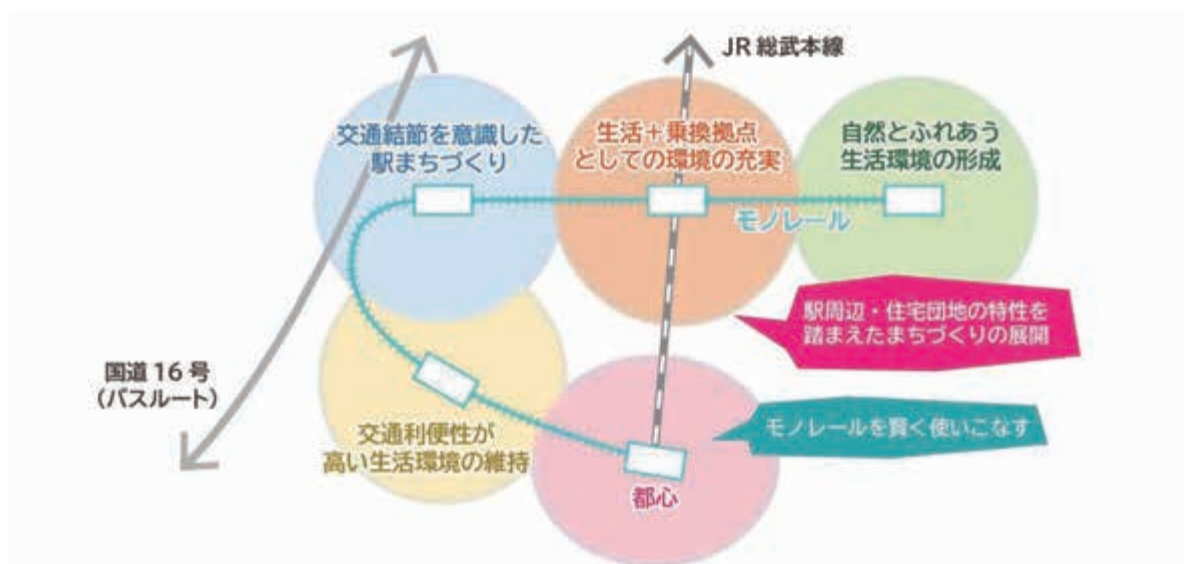 JR 総武本線
交通結節を意識した
駅まちづくり
生活＋乗換拠点
としての環境の充実
自然とふれあう
生活環境の形成
モノレール
駅周辺・住宅団地の特性を
踏まえたまちづくりの展開
国道 16 号
（バスルート）
モノレールを賢く使いこなす
交通利便性が
高い生活環境の維持
都心